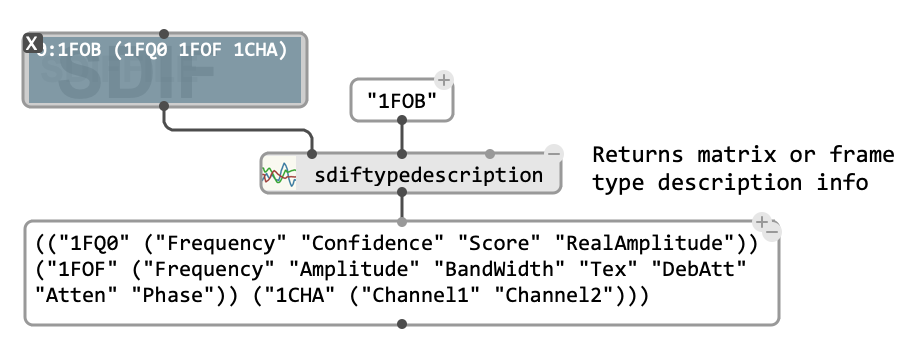 X
0:1FOB (1FQ0 1FOF 1CHA)
SDIF
"1FOB"
sdiftypedescription
Returns matrix or frame
type description info
(("1FQ0" ("Frequency" "Confidence" "Score" "RealAmplitude"))
("1FOF" ("Frequency" "Amplitude" "BandWidth" "Tex" "DebAtt"
"Atten" "Phase")) ("1CHA" ("Channel1" "Channel2")))